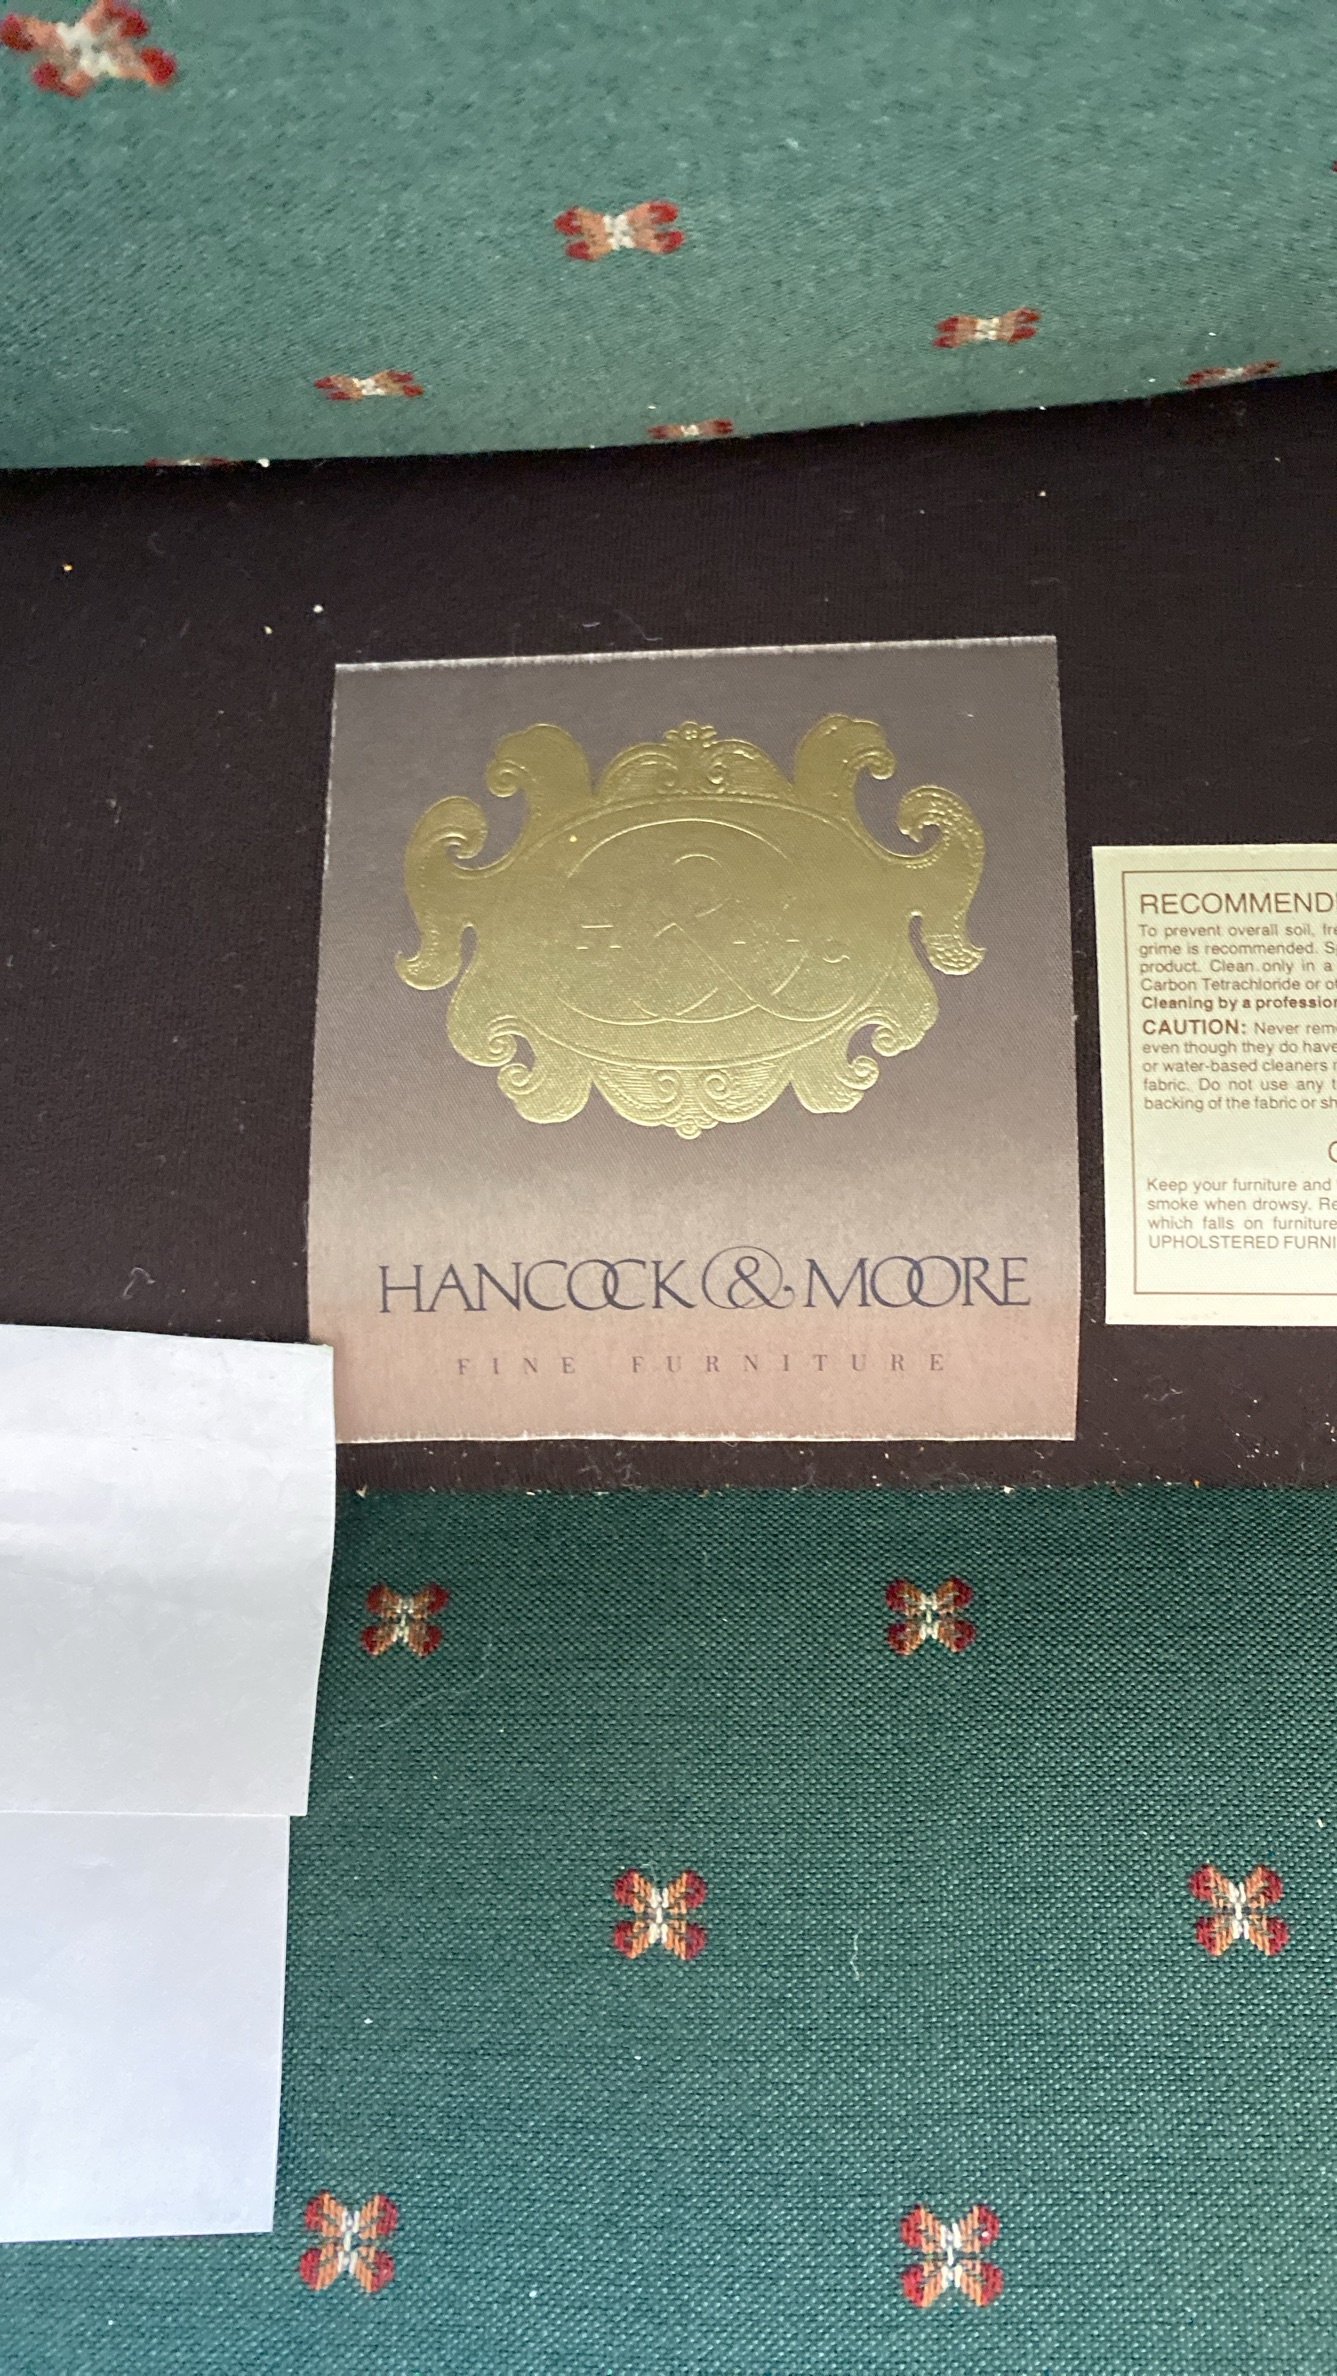 HANCOCK & MOORE
FINE FURNITURE
RECOMMEND
To prevent overall soil, fre
grime is recommended. S
product. Clean only in a
Carbon Tetrachloride or ot
Cleaning by a profession
CAUTION: Never rem
even though they do have
or water-based cleaners
fabric. Do not use any
backing of the fabric or sh
Keep your furniture and
smoke when drowsy. Re
which falls on furniture
UPHOLSTERED FURNI